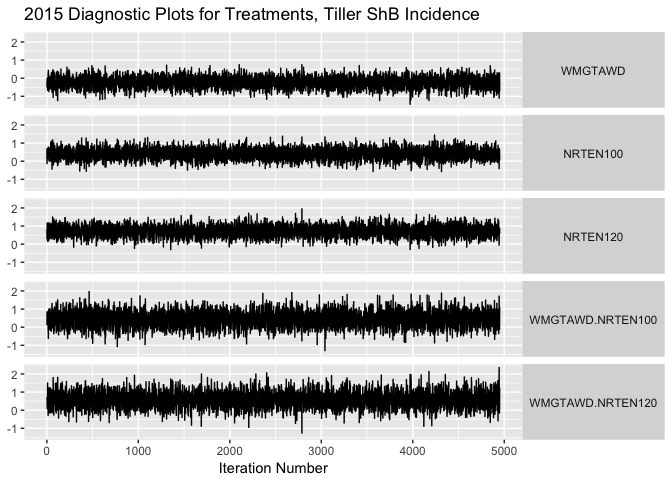 2015 Diagnostic Plots for Treatments, Tiller ShB Incidence
2
1
0
-1
WMGTAWD
2
1
0
-1
NRTEN100
2
1
0
-1
NRTEN120
2
1
0
-1
WMGTAWD.NRTEN100
2
1
0
-1
WMGTAWD.NRTEN120
0 1000 2000 3000 4000 5000
Iteration Number